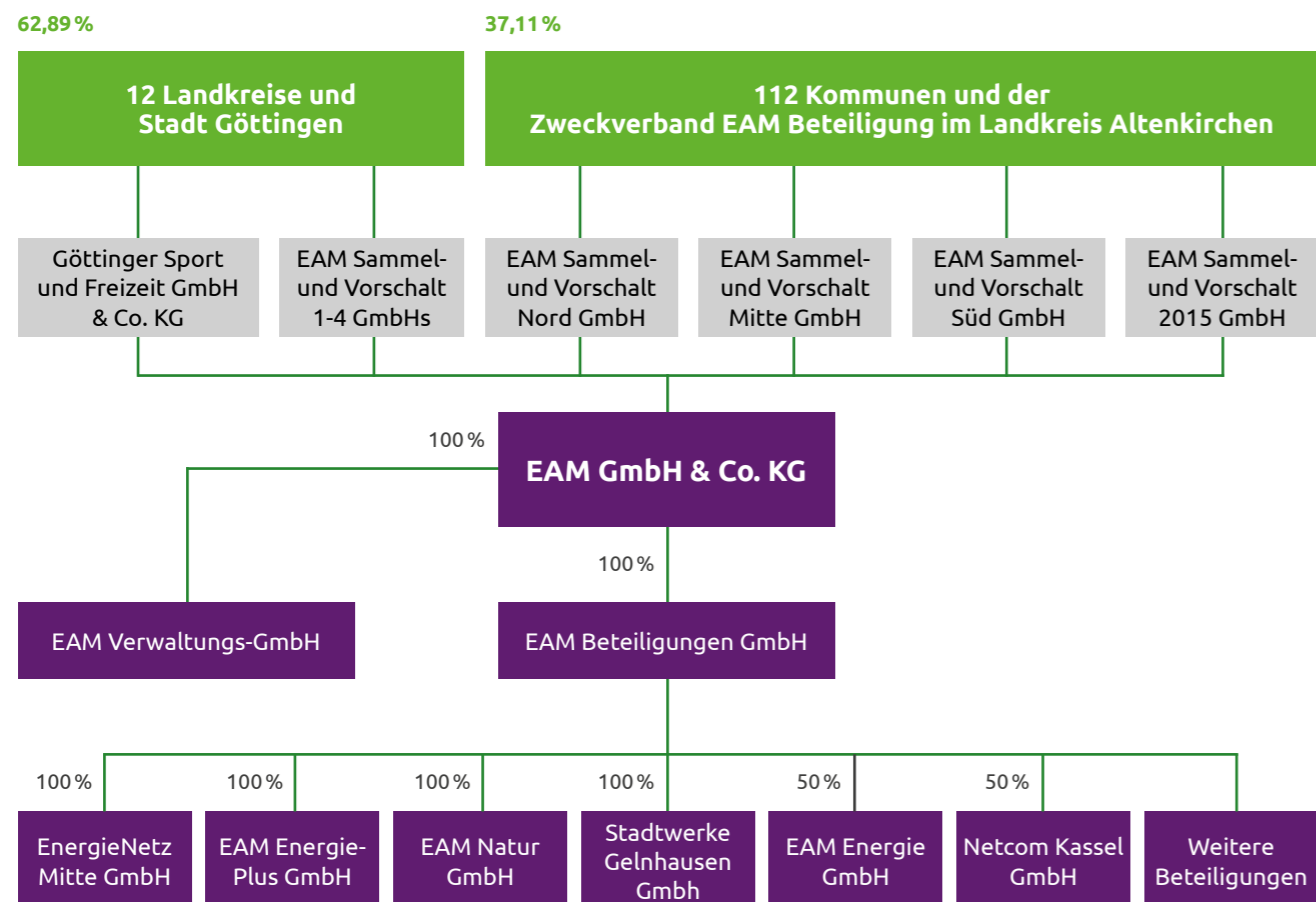 62,89 %
37,11 %
12 Landkreise und
Stadt Göttingen
112 Kommunen und der
Zweckverband EAM Beteiligung im Landkreis Altenkirchen
Göttinger Sport
und Freizeit GmbH
& Co. KG
EAM Sammel-
und Vorschalt
1-4 GmbHs
EAM Sammel-
und Vorschalt
Nord GmbH
EAM Sammel-
und Vorschalt
Mitte GmbH
EAM Sammel-
und Vorschalt
Süd GmbH
EAM Sammel-
und Vorschalt
2015 GmbH
100 %
EAM GmbH & Co. KG
100 %
EAM Verwaltungs-GmbH
EAM Beteiligungen GmbH
100 %
EnergieNetz
Mitte GmbH
100 %
EAM Energie-
Plus GmbH
100 %
EAM Natur
GmbH
100 %
Stadtwerke
Gelnhausen
Gmbh
50 %
EAM Energie
GmbH
50 %
Netcom Kassel
GmbH
Weitere
Beteiligungen